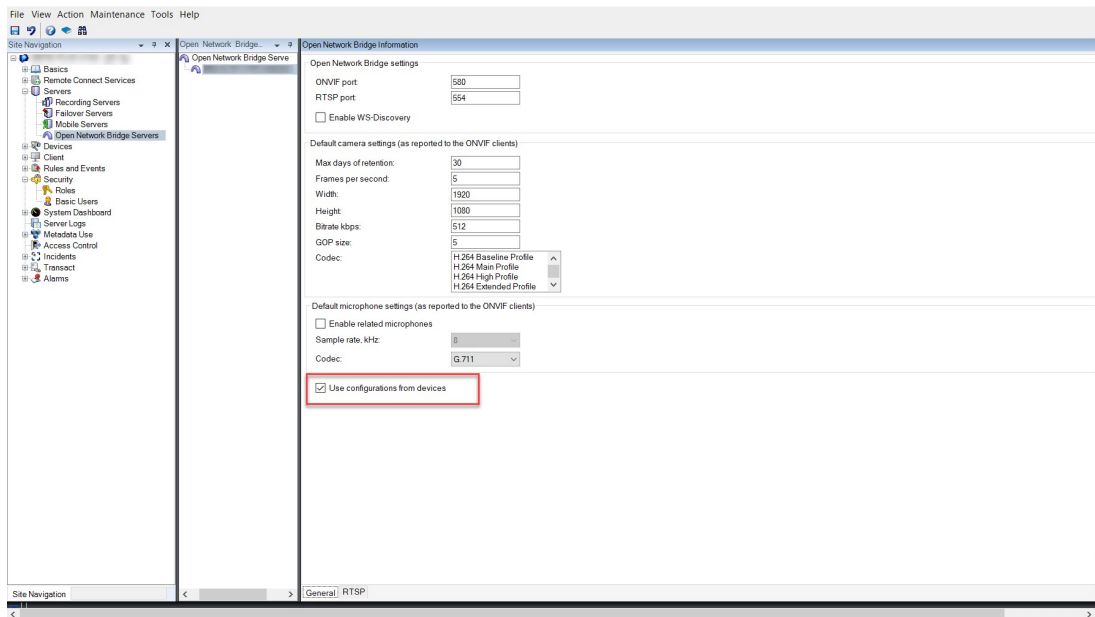 File View Action Maintenance Tools Help
Site Navigation
Basics
Remote Connect Services
Servers
Recording Servers
Failover Servers
Mobile Servers
Open Network Bridge Servers
Devices
Client
Rules and Events
Security
Roles
Basic Users
System Dashboard
Server Logs
Metadata Use
Access Control
Incidents
Transact
Alarms
Site Navigation
Open Network Bridge..
Open Network Bridge Serve
Open Network Bridge Information
Open Network Bridge settings
ONVIF port: 580
RTSP port: 554
Enable WS-Discovery
Default camera settings (as reported to the ONVIF clients)
Max days of retention: 30
Frames per second: 5
Width: 1920
Height: 1080
Bitrate kbps: 512
GOP size: 5
Codec: H.264 Baseline Profile
H.264 Main Profile
H.264 High Profile
H.264 Extended Profile
Default microphone settings (as reported to the ONVIF clients)
Enable related microphones
Sample rate, kHz: 8
Codec: G.711
Use configurations from devices
General RTSP